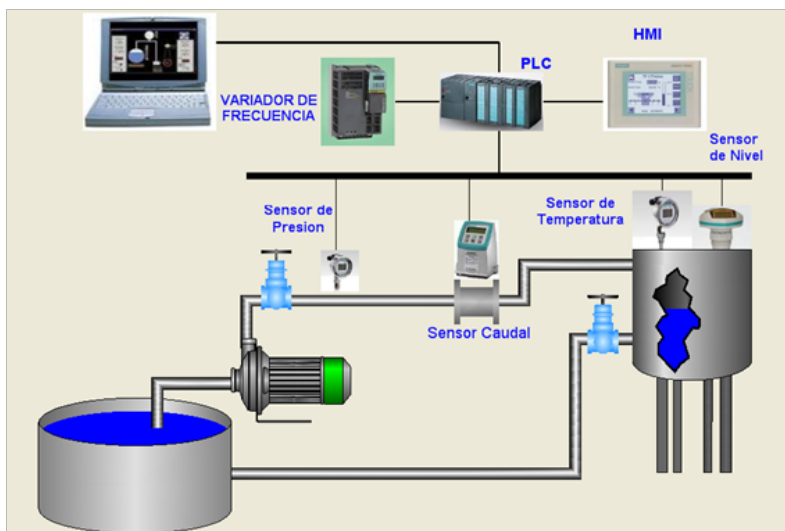 HMI
PLC
VARIADOR DE
FRECUENCIA
Sensor
de Nivel
Sensor de
Presion
Sensor de
Temperatura
Sensor Caudal